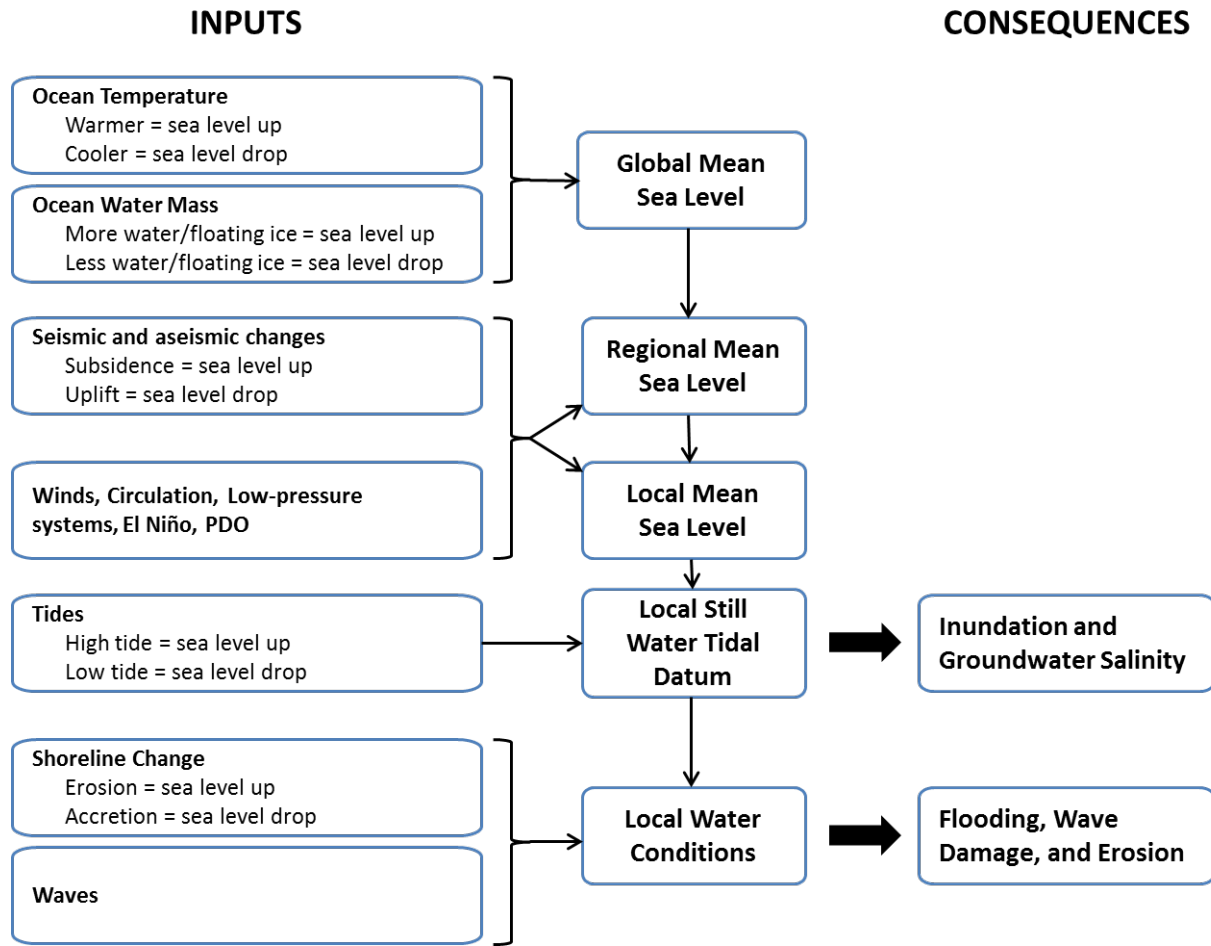 INPUTS
CONSEQUENCES
Ocean Temperature
Warmer = sea level up
Cooler = sea level drop
Ocean Water Mass
More water/floating ice = sea level up
Less water/floating ice = sea level drop
Global Mean
Sea Level
Seismic and aseismic changes
Subsidence = sea level up
Uplift = sea level drop
Regional Mean
Sea Level
Winds, Circulation, Low-pressure
systems, El Niño, PDO
Local Mean
Sea Level
Tides
High tide = sea level up
Low tide = sea level drop
Local Still
Water Tidal
Datum
Inundation and
Groundwater Salinity
Shoreline Change
Erosion = sea level up
Accretion = sea level drop
Waves
Local Water
Conditions
Flooding, Wave
Damage, and Erosion